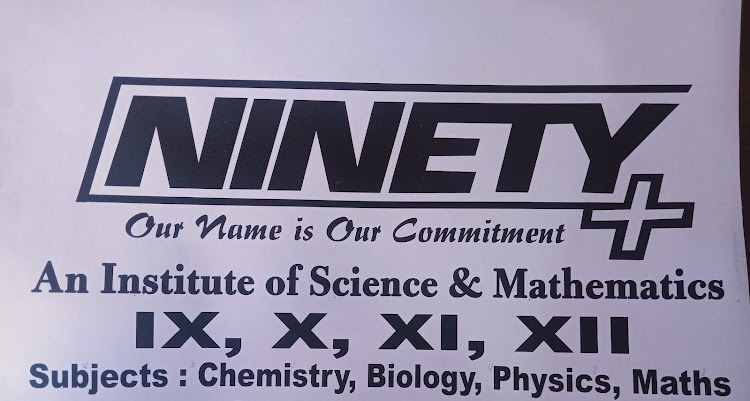 NINETY+
Our Name is Our Commitment
An Institute of Science & Mathematics
IX, X, XI, XII
Subjects : Chemistry, Biology, Physics, Maths